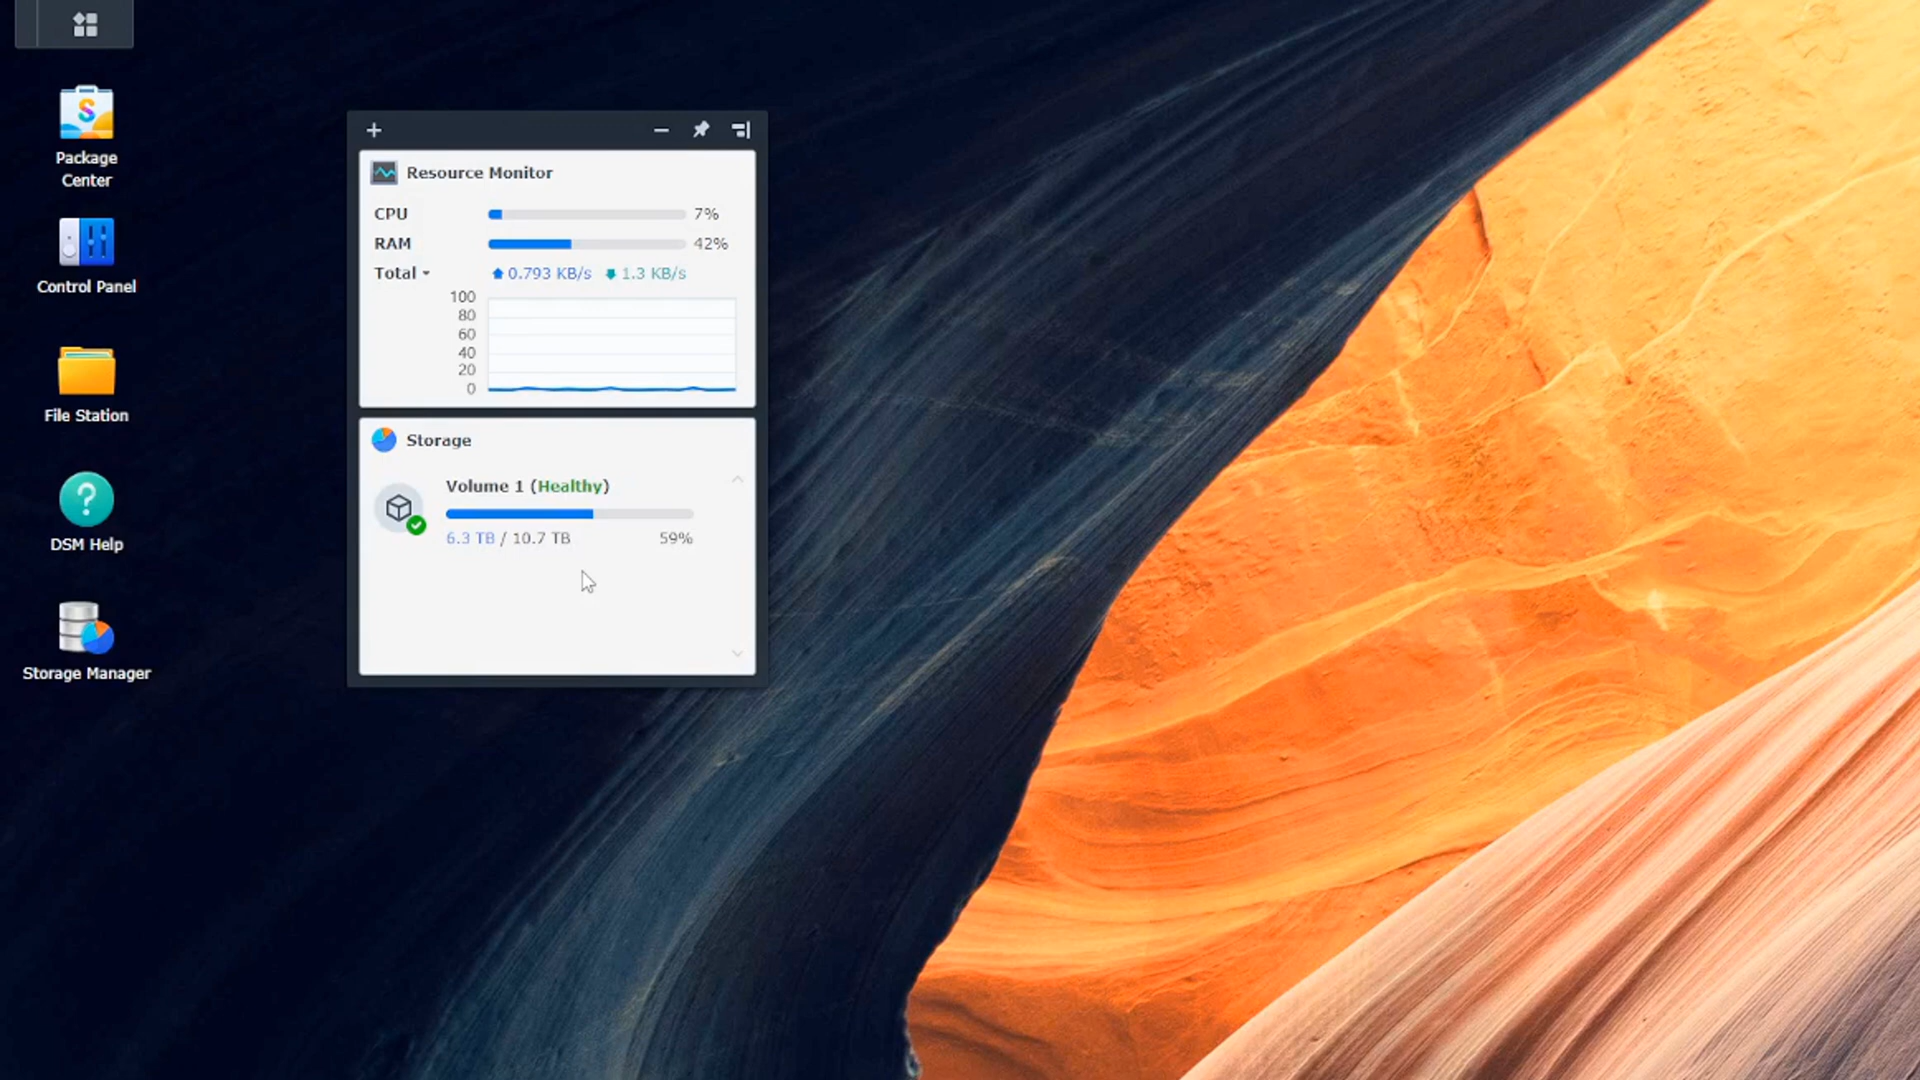 Package
Center
Control Panel
File Station
DSM Help
Storage Manager
Resource Monitor
CPU 7%
RAM 42%
Total 0.793 KB/s 1.3 KB/s
100
80
60
40
20
0
Storage
Volume 1 (Healthy)
6.3 TB / 10.7 TB 59%